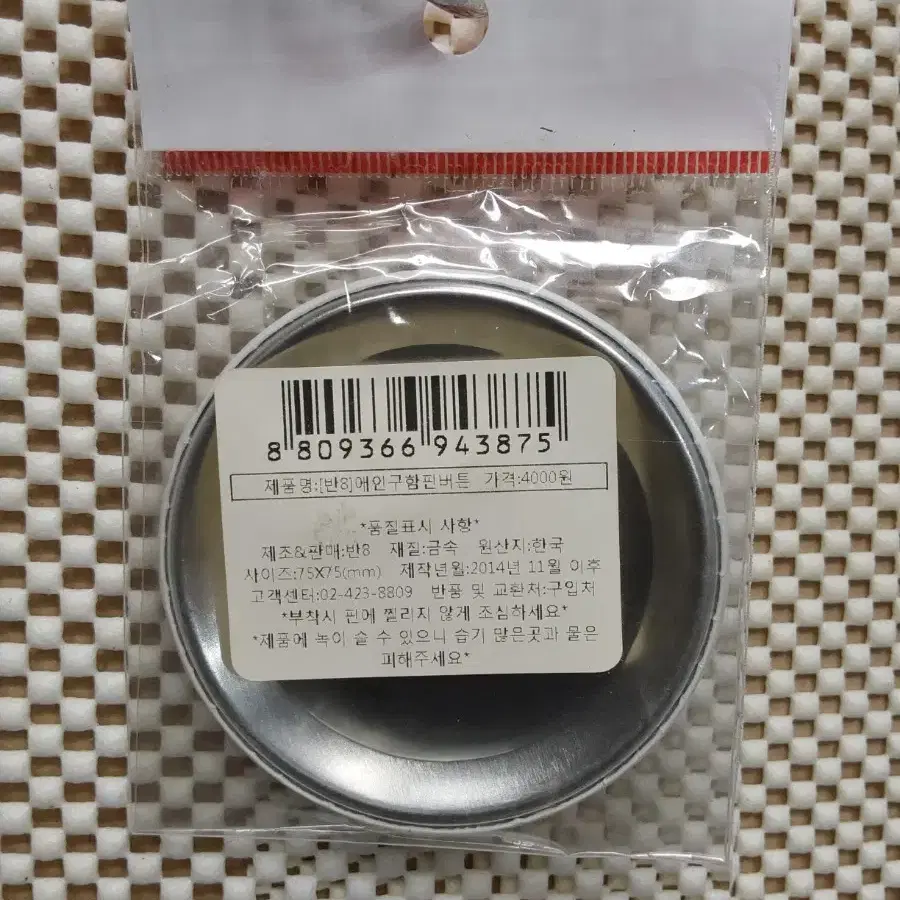 8 809366 943875
제품명:[반8]애인구함핀버튼 가격:4000원
*품질표시 사항*
제조&판매:반8 재질:금속 원산지:한국
사이즈:75X75(mm) 제작년월:2014년 11월 이후
고객센터:02-423-8809 반품 및 교환처:구입처
*부착시 핀에 찔리지 않게 조심하세요*
*제품에 녹이 슬 수 있으니 습기 많은곳과 물은
피해주세요*